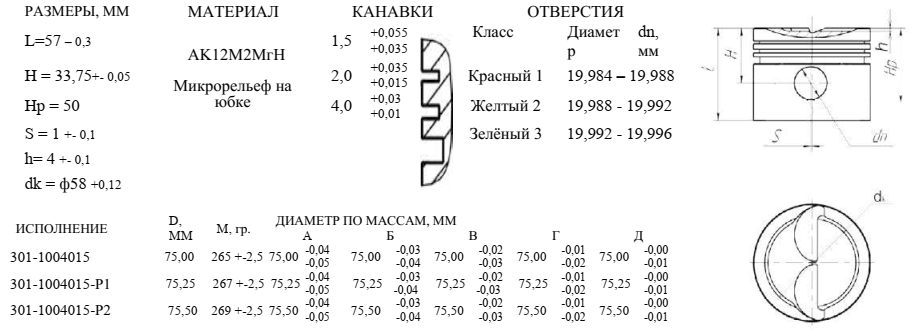 РАЗМЕРЫ, ММ
L=57 – 0,3
H = 33,75+- 0,05
Hp = 50
S = 1 +- 0,1
h= 4 +- 0,1
dk = ф58 +0,12
МАТЕРИАЛ
АК12М2МгН
Микрорельеф на
юбке
КАНАВКИ
1,5 +0,055 +0,035
2,0 +0,035 +0,015
4,0 +0,03 +0,01
ОТВЕРСТИЯ
Класс Диамет р dn, мм
Красный 1 19,984 – 19,988
Желтый 2 19,988 - 19,992
Зелёный 3 19,992 - 19,996
L
H
h
Hp
S
dn
dk
ИСПОЛНЕНИЕ D, ММ М, гр. ДИАМЕТР ПО МАССАМ, ММ
А Б В Г Д
301-1004015 75,00 265 +-2,5 75,00 -0,04 -0,05 75,00 -0,03 -0,04 75,00 -0,02 -0,03 75,00 -0,01 -0,02 75,00 -0,00 -0,01
301-1004015-Р1 75,25 267 +-2,5 75,25 -0,04 -0,05 75,25 -0,03 -0,04 75,25 -0,02 -0,03 75,25 -0,01 -0,02 75,25 -0,00 -0,01
301-1004015-Р2 75,50 269 +-2,5 75,50 -0,04 -0,05 75,50 -0,03 -0,04 75,50 -0,02 -0,03 75,50 -0,01 -0,02 75,50 -0,00 -0,01